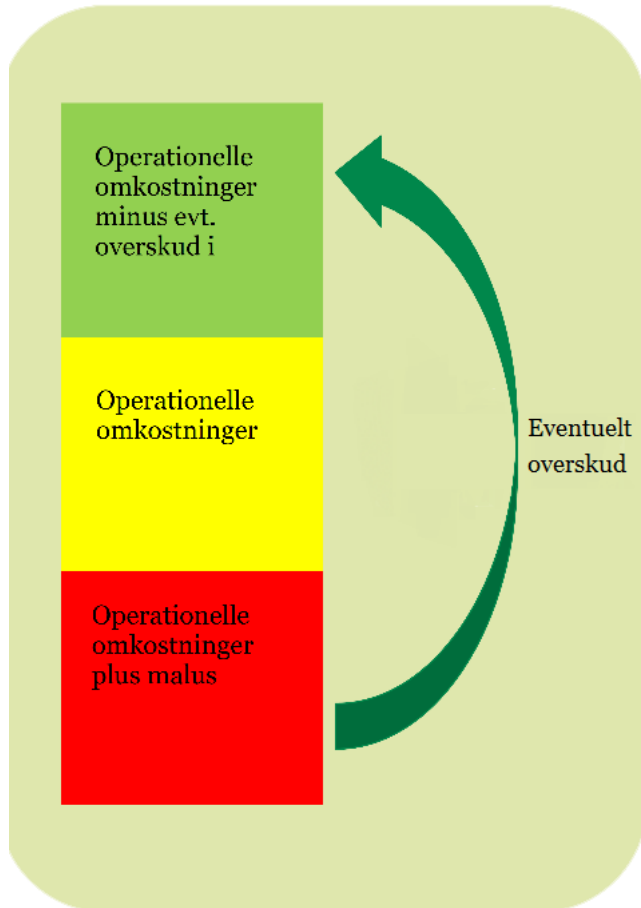 Operationelle
omkostninger
minus evt.
overskud i
Operationelle
omkostninger
Eventuelt
overskud
Operationelle
omkostninger
plus malus